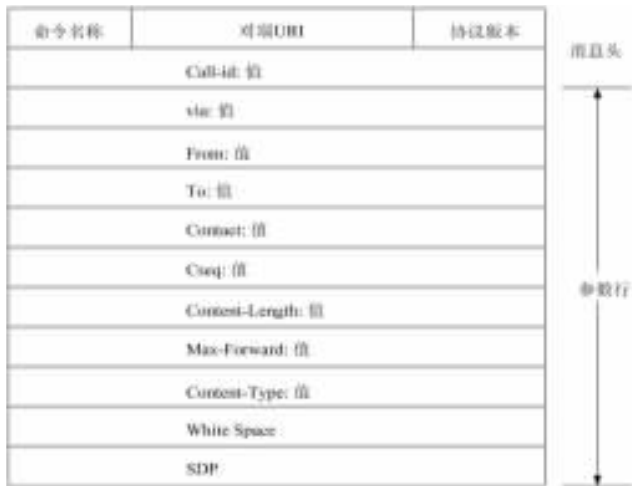 命令名称 对端URI 协议版本
消息头
Call-id: 值
via: 值
From: 值
To: 值
Contact: 值
Cseq: 值
Content-Length: 值
参数行
Max-Forward: 值
Content-Type: 值
White Space
SDP